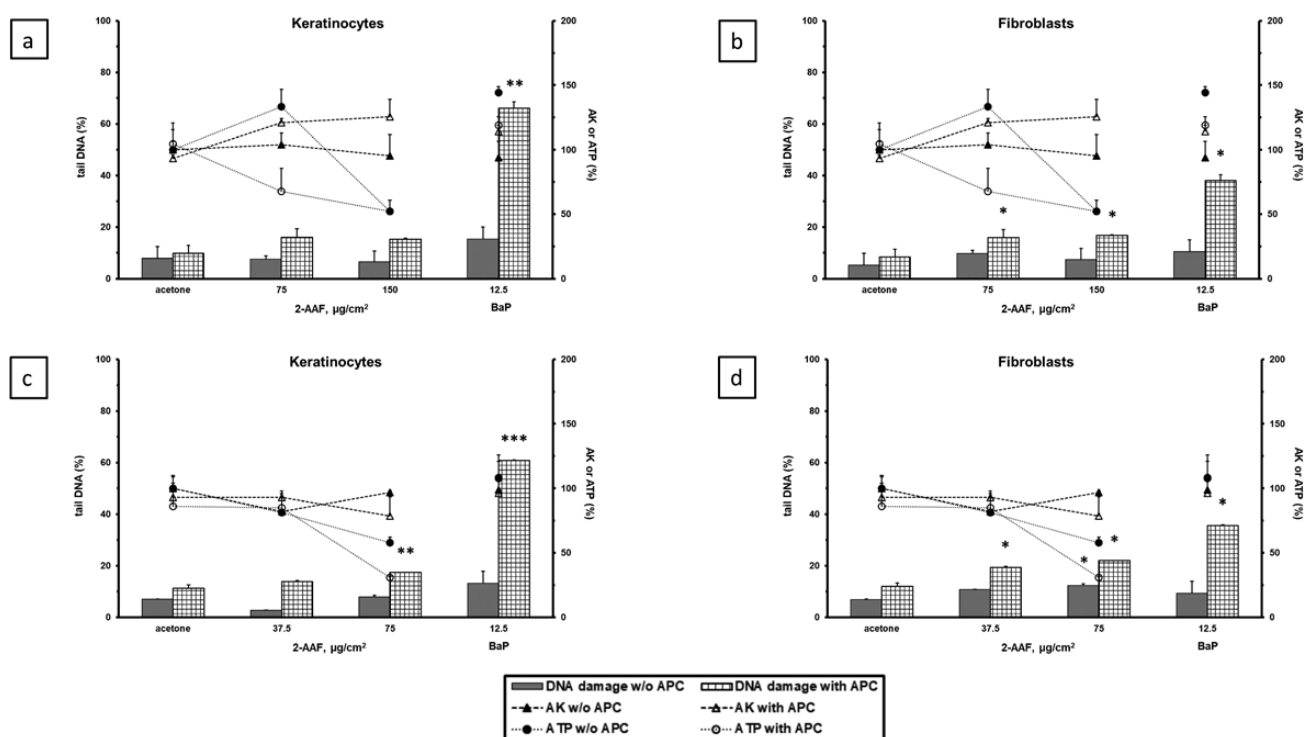 a
Keratinocytes
100
80
60
40
20
0
tail DNA (%)
200
150
100
50
0
AK or ATP (%)
**
acetone 75 150 12.5
2-AAF, µg/cm² BaP
b
Fibroblasts
100
80
60
40
20
0
tail DNA (%)
200
150
100
50
0
AK or ATP (%)
* * *
acetone 75 150 12.5
2-AAF, µg/cm² BaP
c
Keratinocytes
100
80
60
40
20
0
tail DNA (%)
200
150
100
50
0
AK or ATP (%)
** ***
acetone 37.5 75 12.5
2-AAF, µg/cm² BaP
d
Fibroblasts
100
80
60
40
20
0
tail DNA (%)
200
150
100
50
0
AK or ATP (%)
* * * *
acetone 37.5 75 12.5
2-AAF, µg/cm² BaP
DNA damage w/o APC DNA damage with APC
AK w/o APC AK with APC
ATP w/o APC ATP with APC